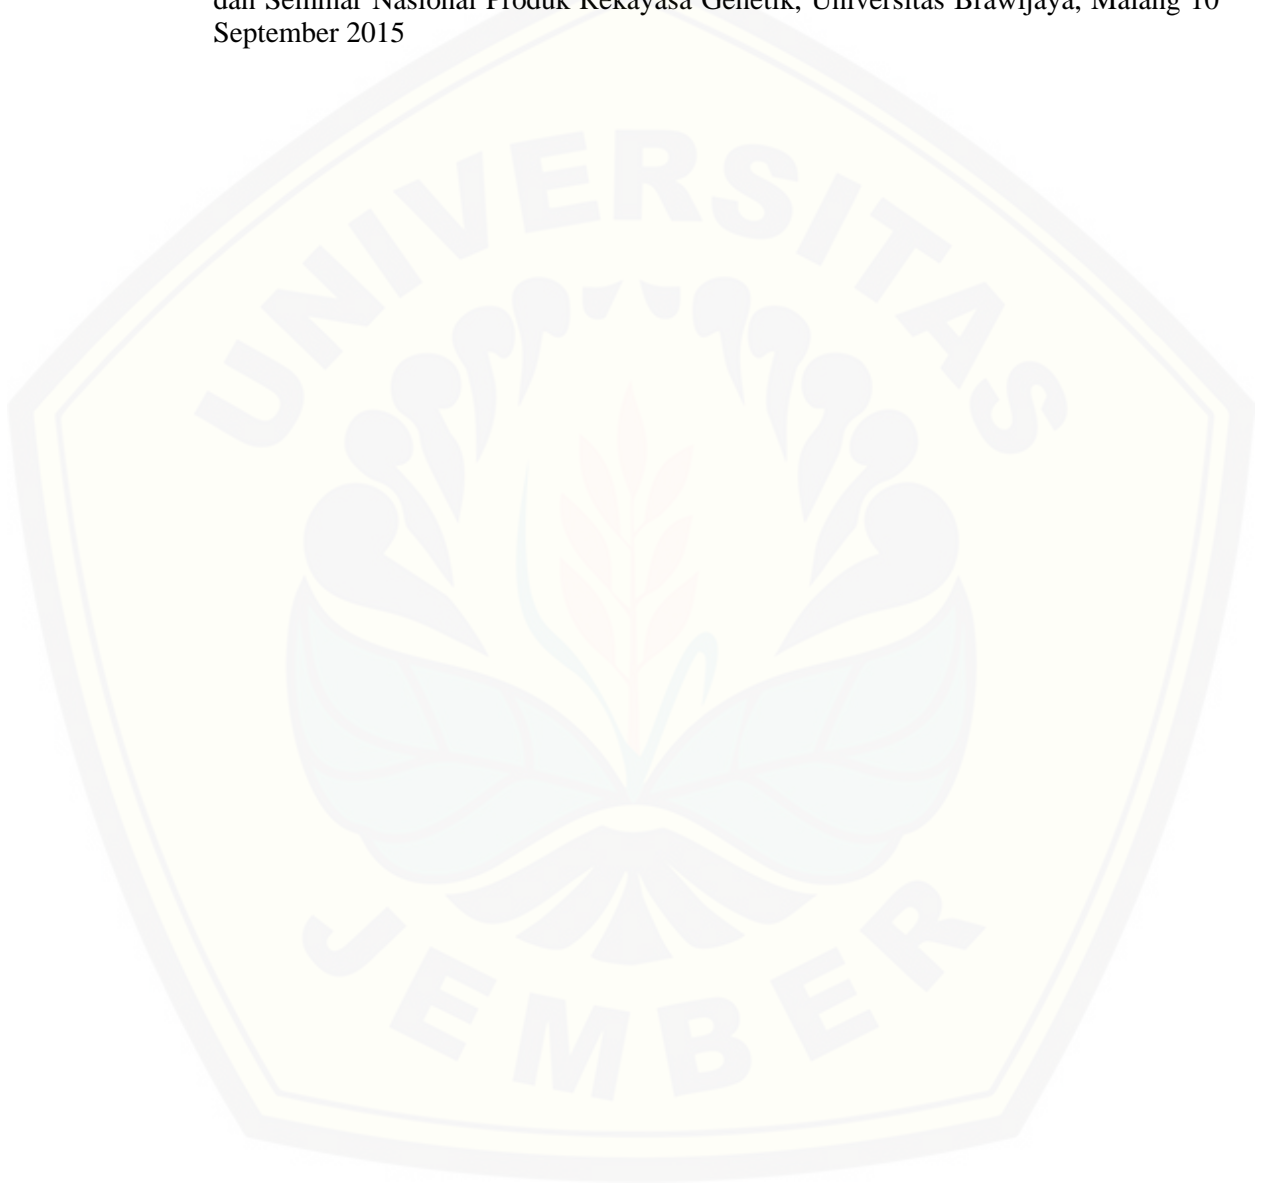 dan Seminar Nasional Produk Rekayasa Genetik, Universitas Brawijaya, Malang 10
September 2015
UNIVERSITAS
JEMBER